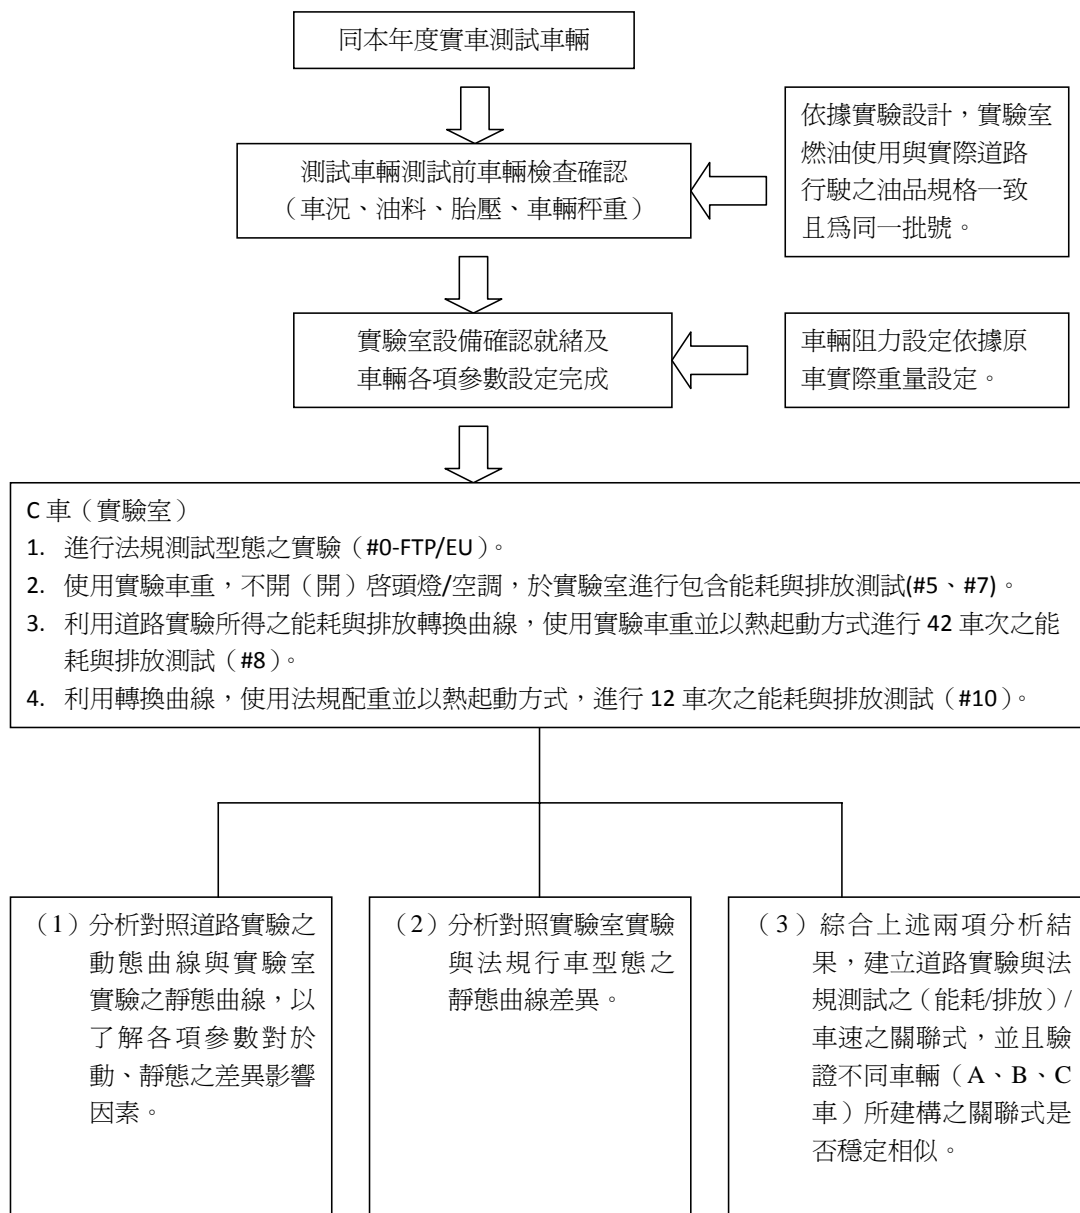 同本年度實車測試車輛
依據實驗設計，實驗室
燃油使用與實際道路
行駛之油品規格一致
且爲同一批號。
測試車輛測試前車輛檢查確認
（車況、油料、胎壓、車輛秤重）
實驗室設備確認就緒及
車輛各項參數設定完成
車輛阻力設定依據原
車實際重量設定。
C 車（實驗室）
1. 進行法規測試型態之實驗（#0-FTP/EU）。
2. 使用實驗車重，不開（開）啓頭燈/空調，於實驗室進行包含能耗與排放測試(#5、#7)。
3. 利用道路實驗所得之能耗與排放轉換曲線，使用實驗車重並以熱起動方式進行 42 車次之能
耗與排放測試（#8）。
4. 利用轉換曲線，使用法規配重並以熱起動方式，進行 12 車次之能耗與排放測試（#10）。
（1）分析對照道路實驗之
動態曲線與實驗室
實驗之靜態曲線，以
了解各項參數對於
動、靜態之差異影響
因素。
（2）分析對照實驗室實驗
與法規行車型態之
靜態曲線差異。
（3）綜合上述兩項分析結
果，建立道路實驗與法
規測試之（能耗/排放）/
車速之關聯式，並且驗
證不同車輛（A、B、C
車）所建構之關聯式是
否穩定相似。